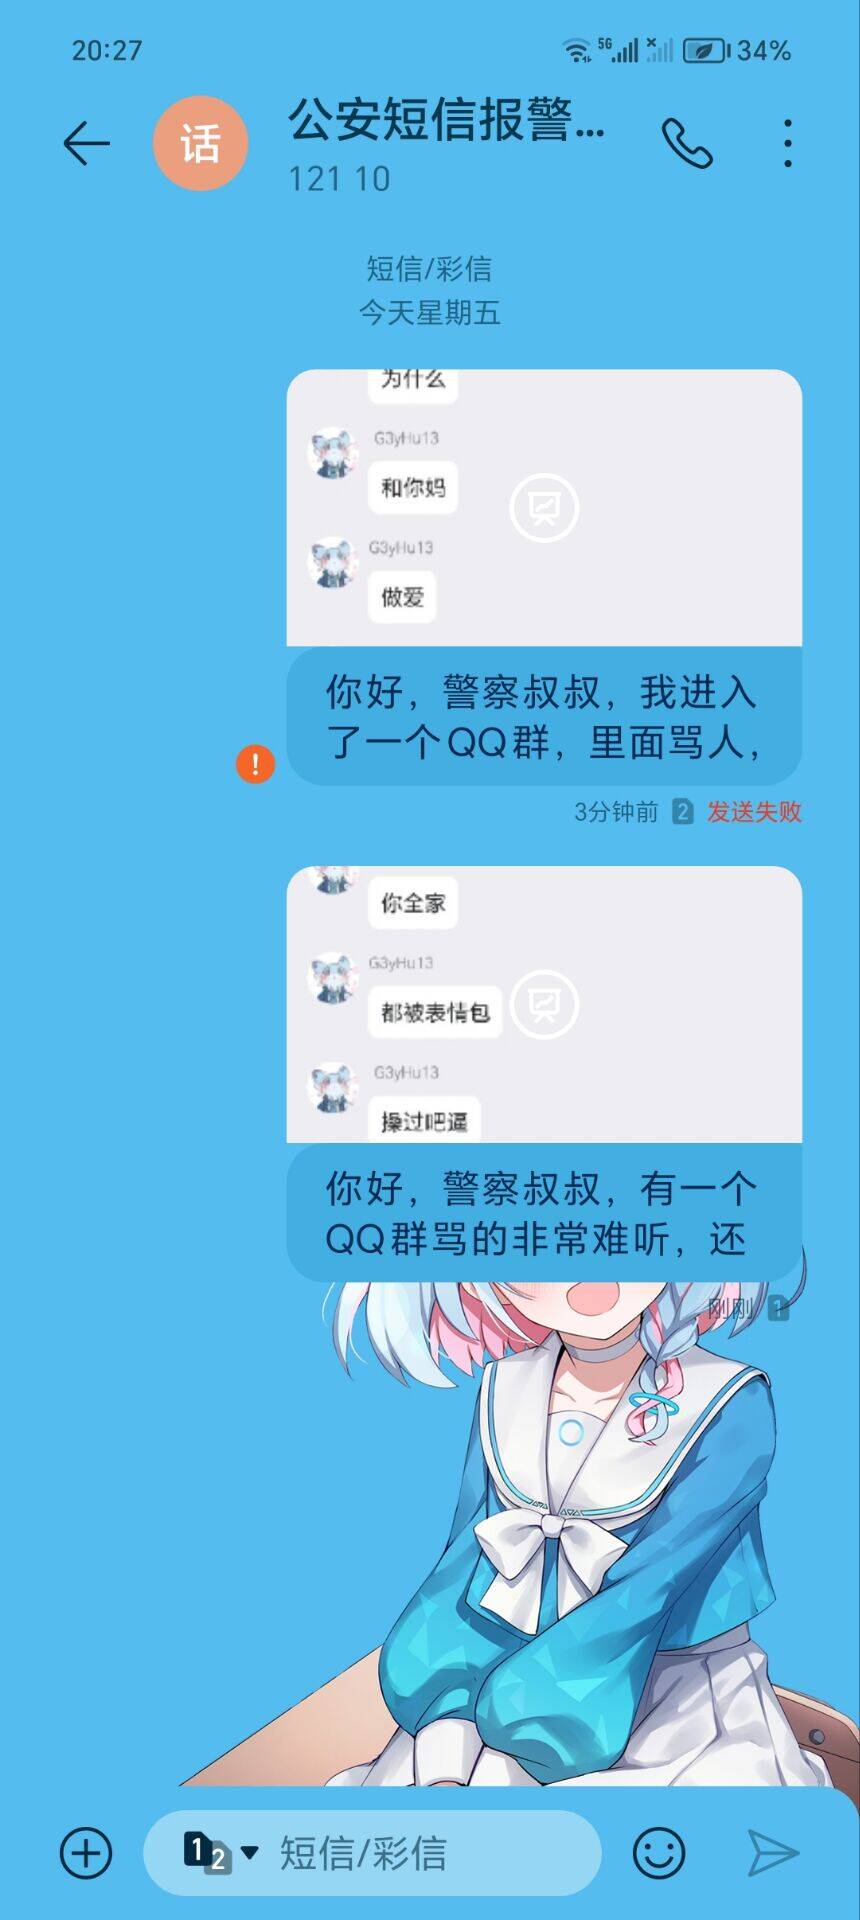 20:27
5G
34%
话
公安短信报警...
121 10
短信/彩信
今天星期五
为什么
G3yHu13
和你妈
G3yHu13
做爱
你好，警察叔叔，我进入
了一个QQ群，里面骂人，
!
3分钟前 2 发送失败
你全家
G3yHu13
都被表情包
G3yHu13
操过吧逼
你好，警察叔叔，有一个
QQ群骂的非常难听，还
刚刚 1
1 2 短信/彩信